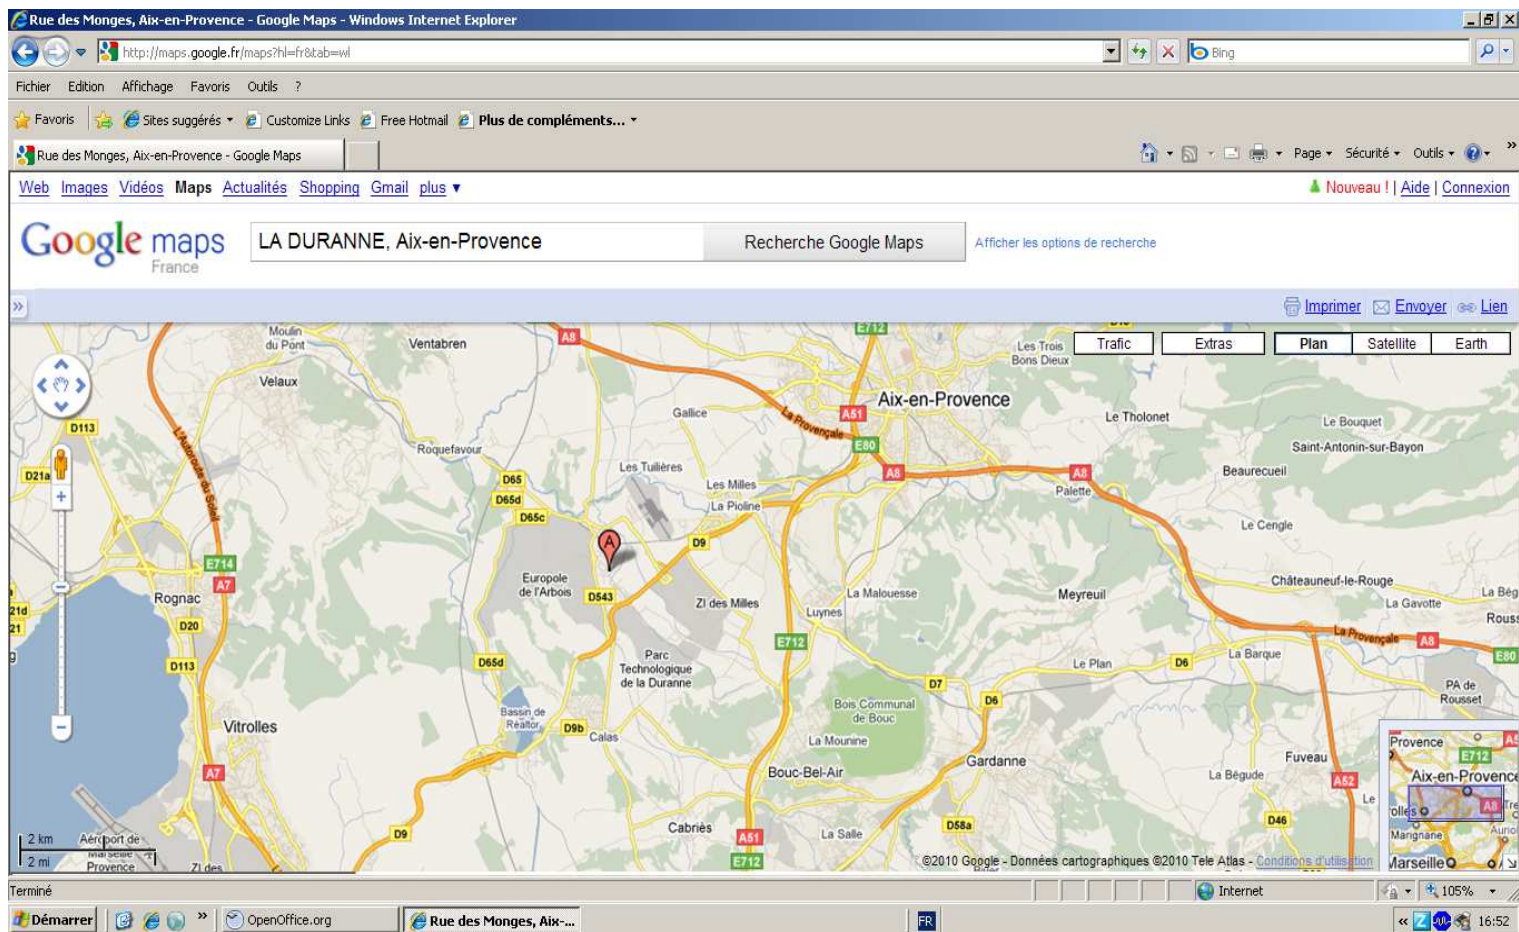 Rue des Monges, Aix-en-Provence - Google Maps - Windows Internet Explorer
http://maps.google.fr/maps?hl=fr&tab=wl
Bing
Fichier Edition Affichage Favoris Outils ?
Favoris Sites suggérés Customize Links Free Hotmail Plus de compléments...
Rue des Monges, Aix-en-Provence - Google Maps
Page Sécurité Outils
Web Images Vidéos Maps Actualités Shopping Gmail plus
Nouveau ! | Aide | Connexion
Google maps
France
LA DURANNE, Aix-en-Provence
Recherche Google Maps
Afficher les options de recherche
Imprimer Envoyer Lien
Trafic Extras Plan Satellite Earth
Moulin
du Pont
Ventabren
A8
E712
Les Trois
Bons Dieux
Velaux
Gallice
La Provençale
A51
Aix-en-Provence
E80
Le Tholonet
Le Bouquet
Saint-Antonin-sur-Bayon
D113
L'Autoroute du Soleil
Roquefavour
Les Tuilières
A8
A8
Beaurecueil
D21a
D65
D65d
D65c
Les Milles
La Pioline
Palette
Le Cengle
A
D9
E714
A7
Rognac
Europole
de l'Arbois
D543
ZI des Milles
La Malouesse
Luynes
Meyreuil
Châteauneuf-le-Rouge
La Gavotte
La Bég
Rouss
21d
21
D20
D113
E712
La Provençale
A8
E80
D65d
Parc
Technologique
de la Duranne
Le Plan
D6
La Barque
D7
D6
PA de
Rousset
Bois Communal
de Bouc
Vitrolles
Bassin de
Réaltor
D9b
Calas
La Mounine
A7
Bouc-Bel-Air
Gardanne
La Bégude
Fuveau
A52
D9
Cabriès
A51
E712
La Salle
D58a
D46
Le
2 km
2 mi
Aéroport de
Marseille
Provence
ZI des
Provence
E712
Aix-en-Provence
A8
Marignane
Marseille
©2010 Google - Données cartographiques ©2010 Tele Atlas - Conditions d'utilisation
Terminé
Internet
105%
Démarrer
OpenOffice.org
Rue des Monges, Aix-...
FR
16:52